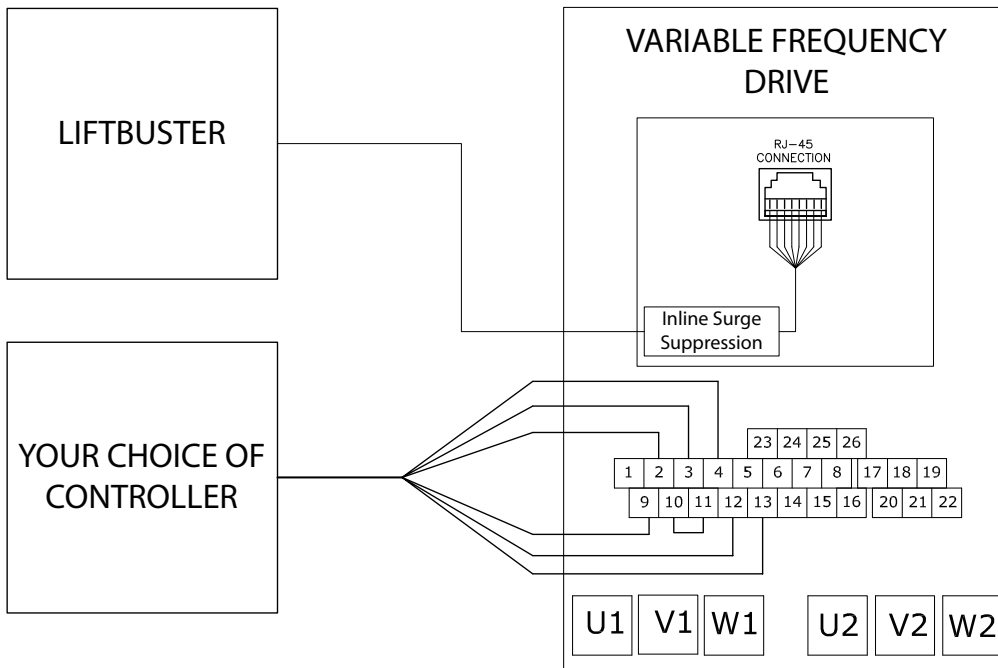 LIFTBUSTER
VARIABLE FREQUENCY
DRIVE
RJ-45
CONNECTION
Inline Surge
Suppression
YOUR CHOICE OF
CONTROLLER
23 24 25 26
1 2 3 4 5 6 7 8 17 18 19
9 10 11 12 13 14 15 16 20 21 22
U1 V1 W1 U2 V2 W2